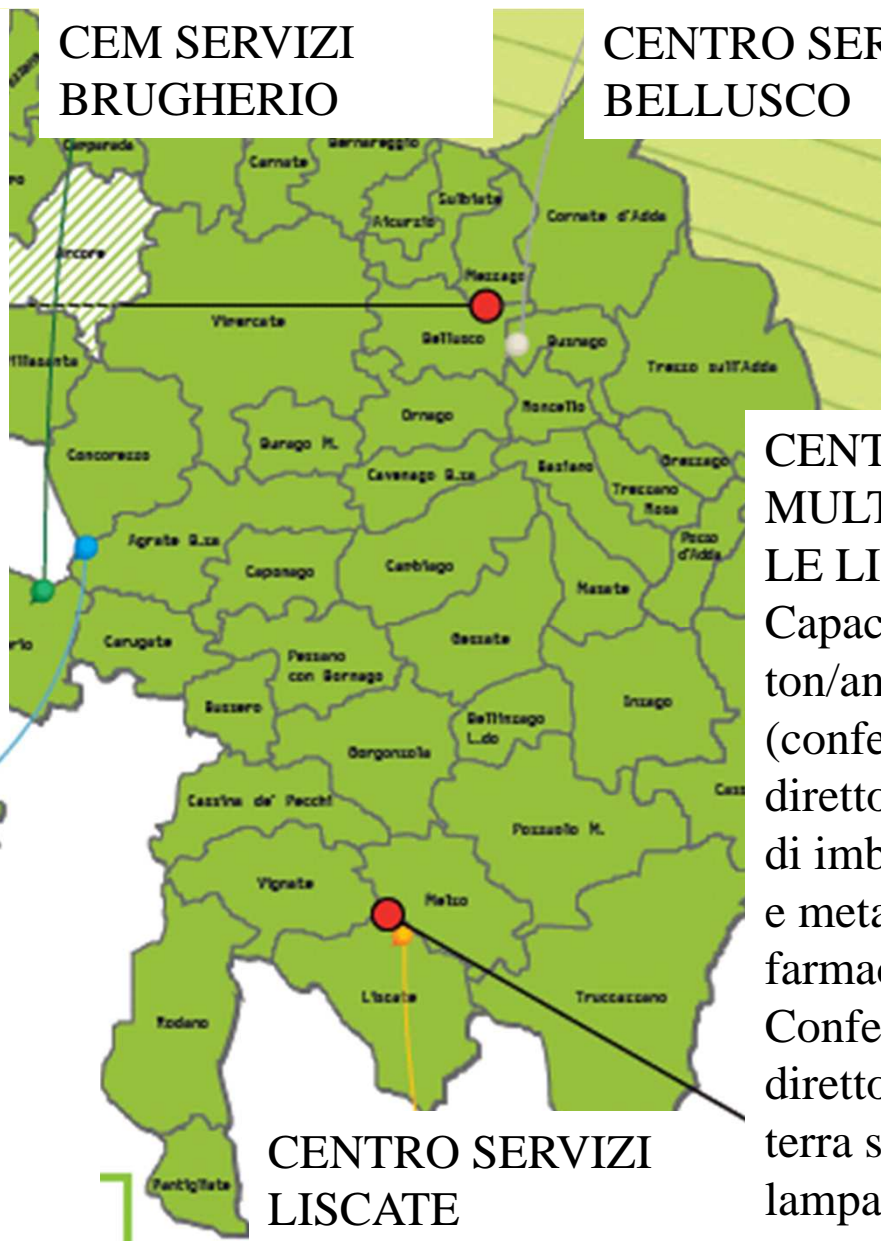 CEM SERVIZI
BRUGHERIO
CENTRO SER
BELLUSCO
Carnate
Bernareggio
Sulbiate
Aicurzio
Cornate d'Adda
Arcore
Mezzago
Vimercate
Bellusco
Busnago
Trezzo sull'Adda
Ornago
Roncello
Concorezzo
Burago M.
Cavenago B.za
Basiano
Grezzago
Trezzano
Rosa
Pozzo
d'Adda
Agrate B.za
Caponago
Cambiago
Masate
Carugate
Pessano
con Bornago
Gessate
Bussero
Bellinzago
L.do
Inzago
Gorgonzola
Cassina de' Pecchi
Cass
Pozzuolo M.
Vignate
Melzo
Liscate
Truccazzano
Rodano
Pantigliate
CENT
MULT
LE LI
Capac
ton/an
(confe
diretto
di imb
e meta
farmac
Confe
diretto
terra s
lampa
CENTRO SERVIZI
LISCATE